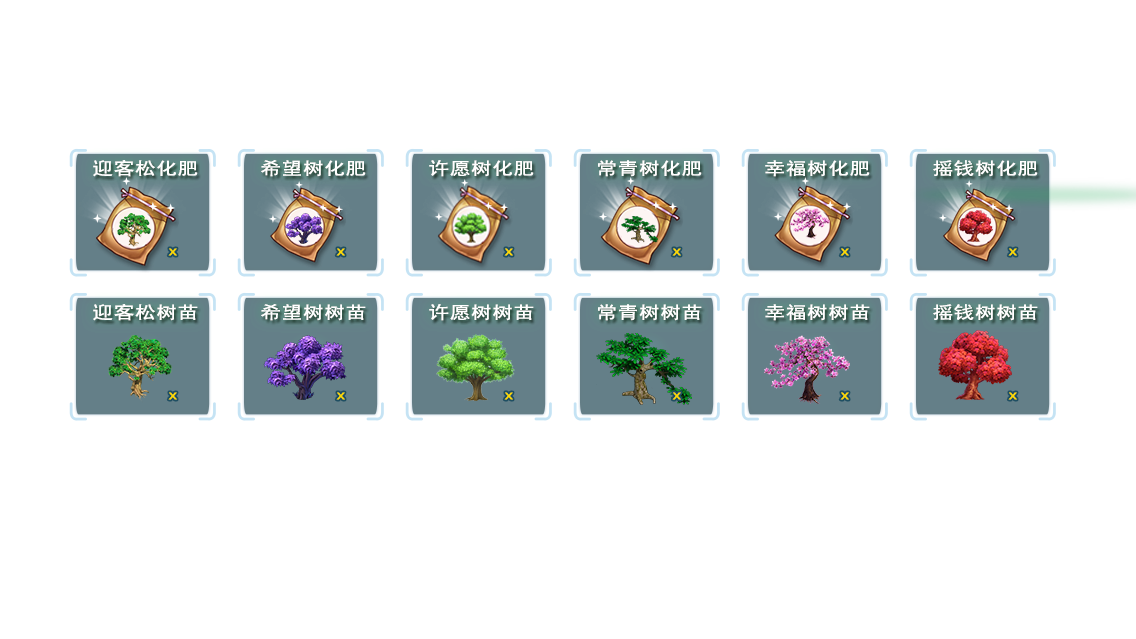 迎客松化肥
希望树化肥
许愿树化肥
常青树化肥
幸福树化肥
摇钱树化肥
x
x
x
x
x
x
迎客松树苗
希望树树苗
许愿树树苗
常青树树苗
幸福树树苗
摇钱树树苗
x
x
x
x
x
x